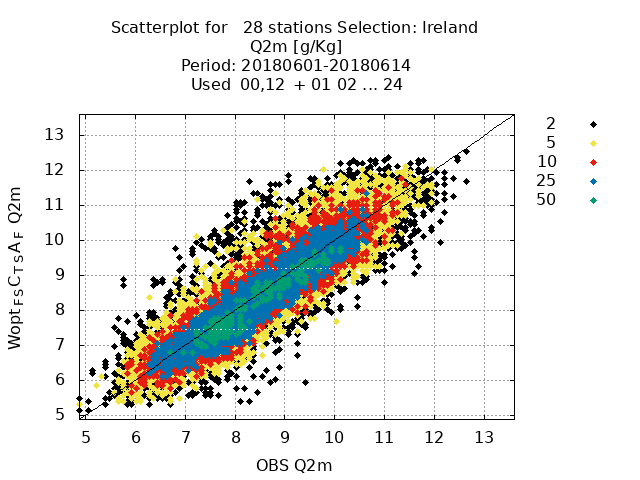 Scatterplot for 28 stations Selection: Ireland
Q2m [g/Kg]
Period: 20180601-20180614
Used 00,12 + 01 02 ... 24
2
5
10
25
50
13
12
11
10
9
8
7
6
5
Wopt_FSC_TSA_F Q2m
5 6 7 8 9 10 11 12 13
OBS Q2m